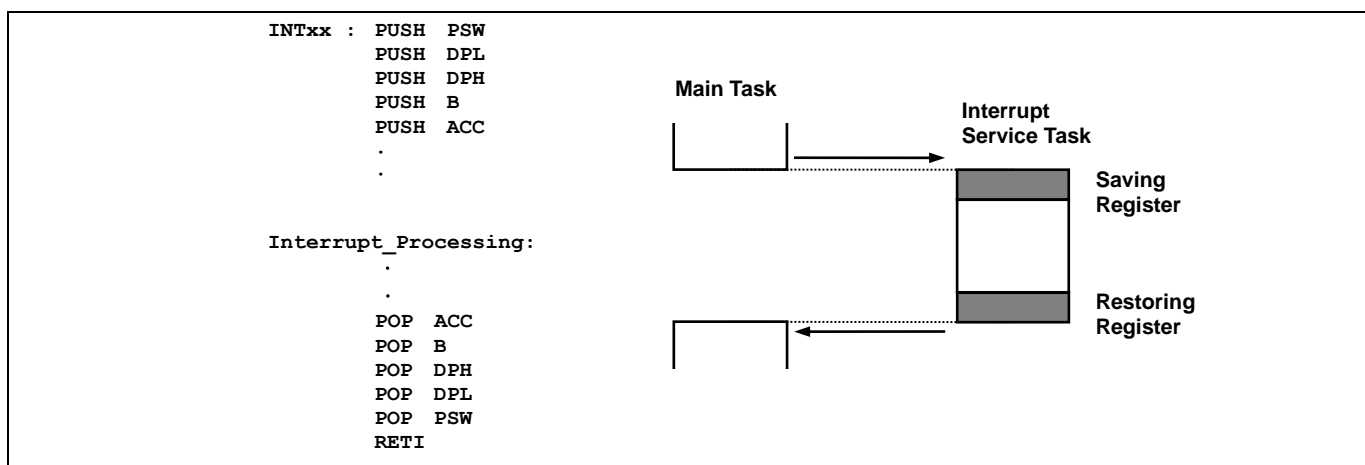 INTxx : PUSH PSW
PUSH DPL
PUSH DPH
PUSH B
PUSH ACC
.
.
Interrupt_Processing:
.
.
POP ACC
POP B
POP DPH
POP DPL
POP PSW
RETI
Main Task
Interrupt
Service Task
Saving
Register
Restoring
Register